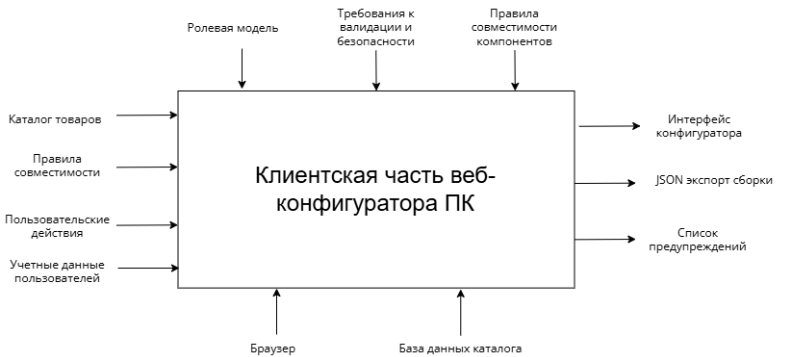 Ролевая модель
Требования к
валидации и
безопасности
Правила
совместимости
компонентов
Каталог товаров
Правила
совместимости
Пользовательские
действия
Учетные данные
пользователей
Клиентская часть веб-
конфигуратора ПК
Интерфейс
конфигуратора
JSON экспорт сборки
Список
предупреждений
Браузер
База данных каталога